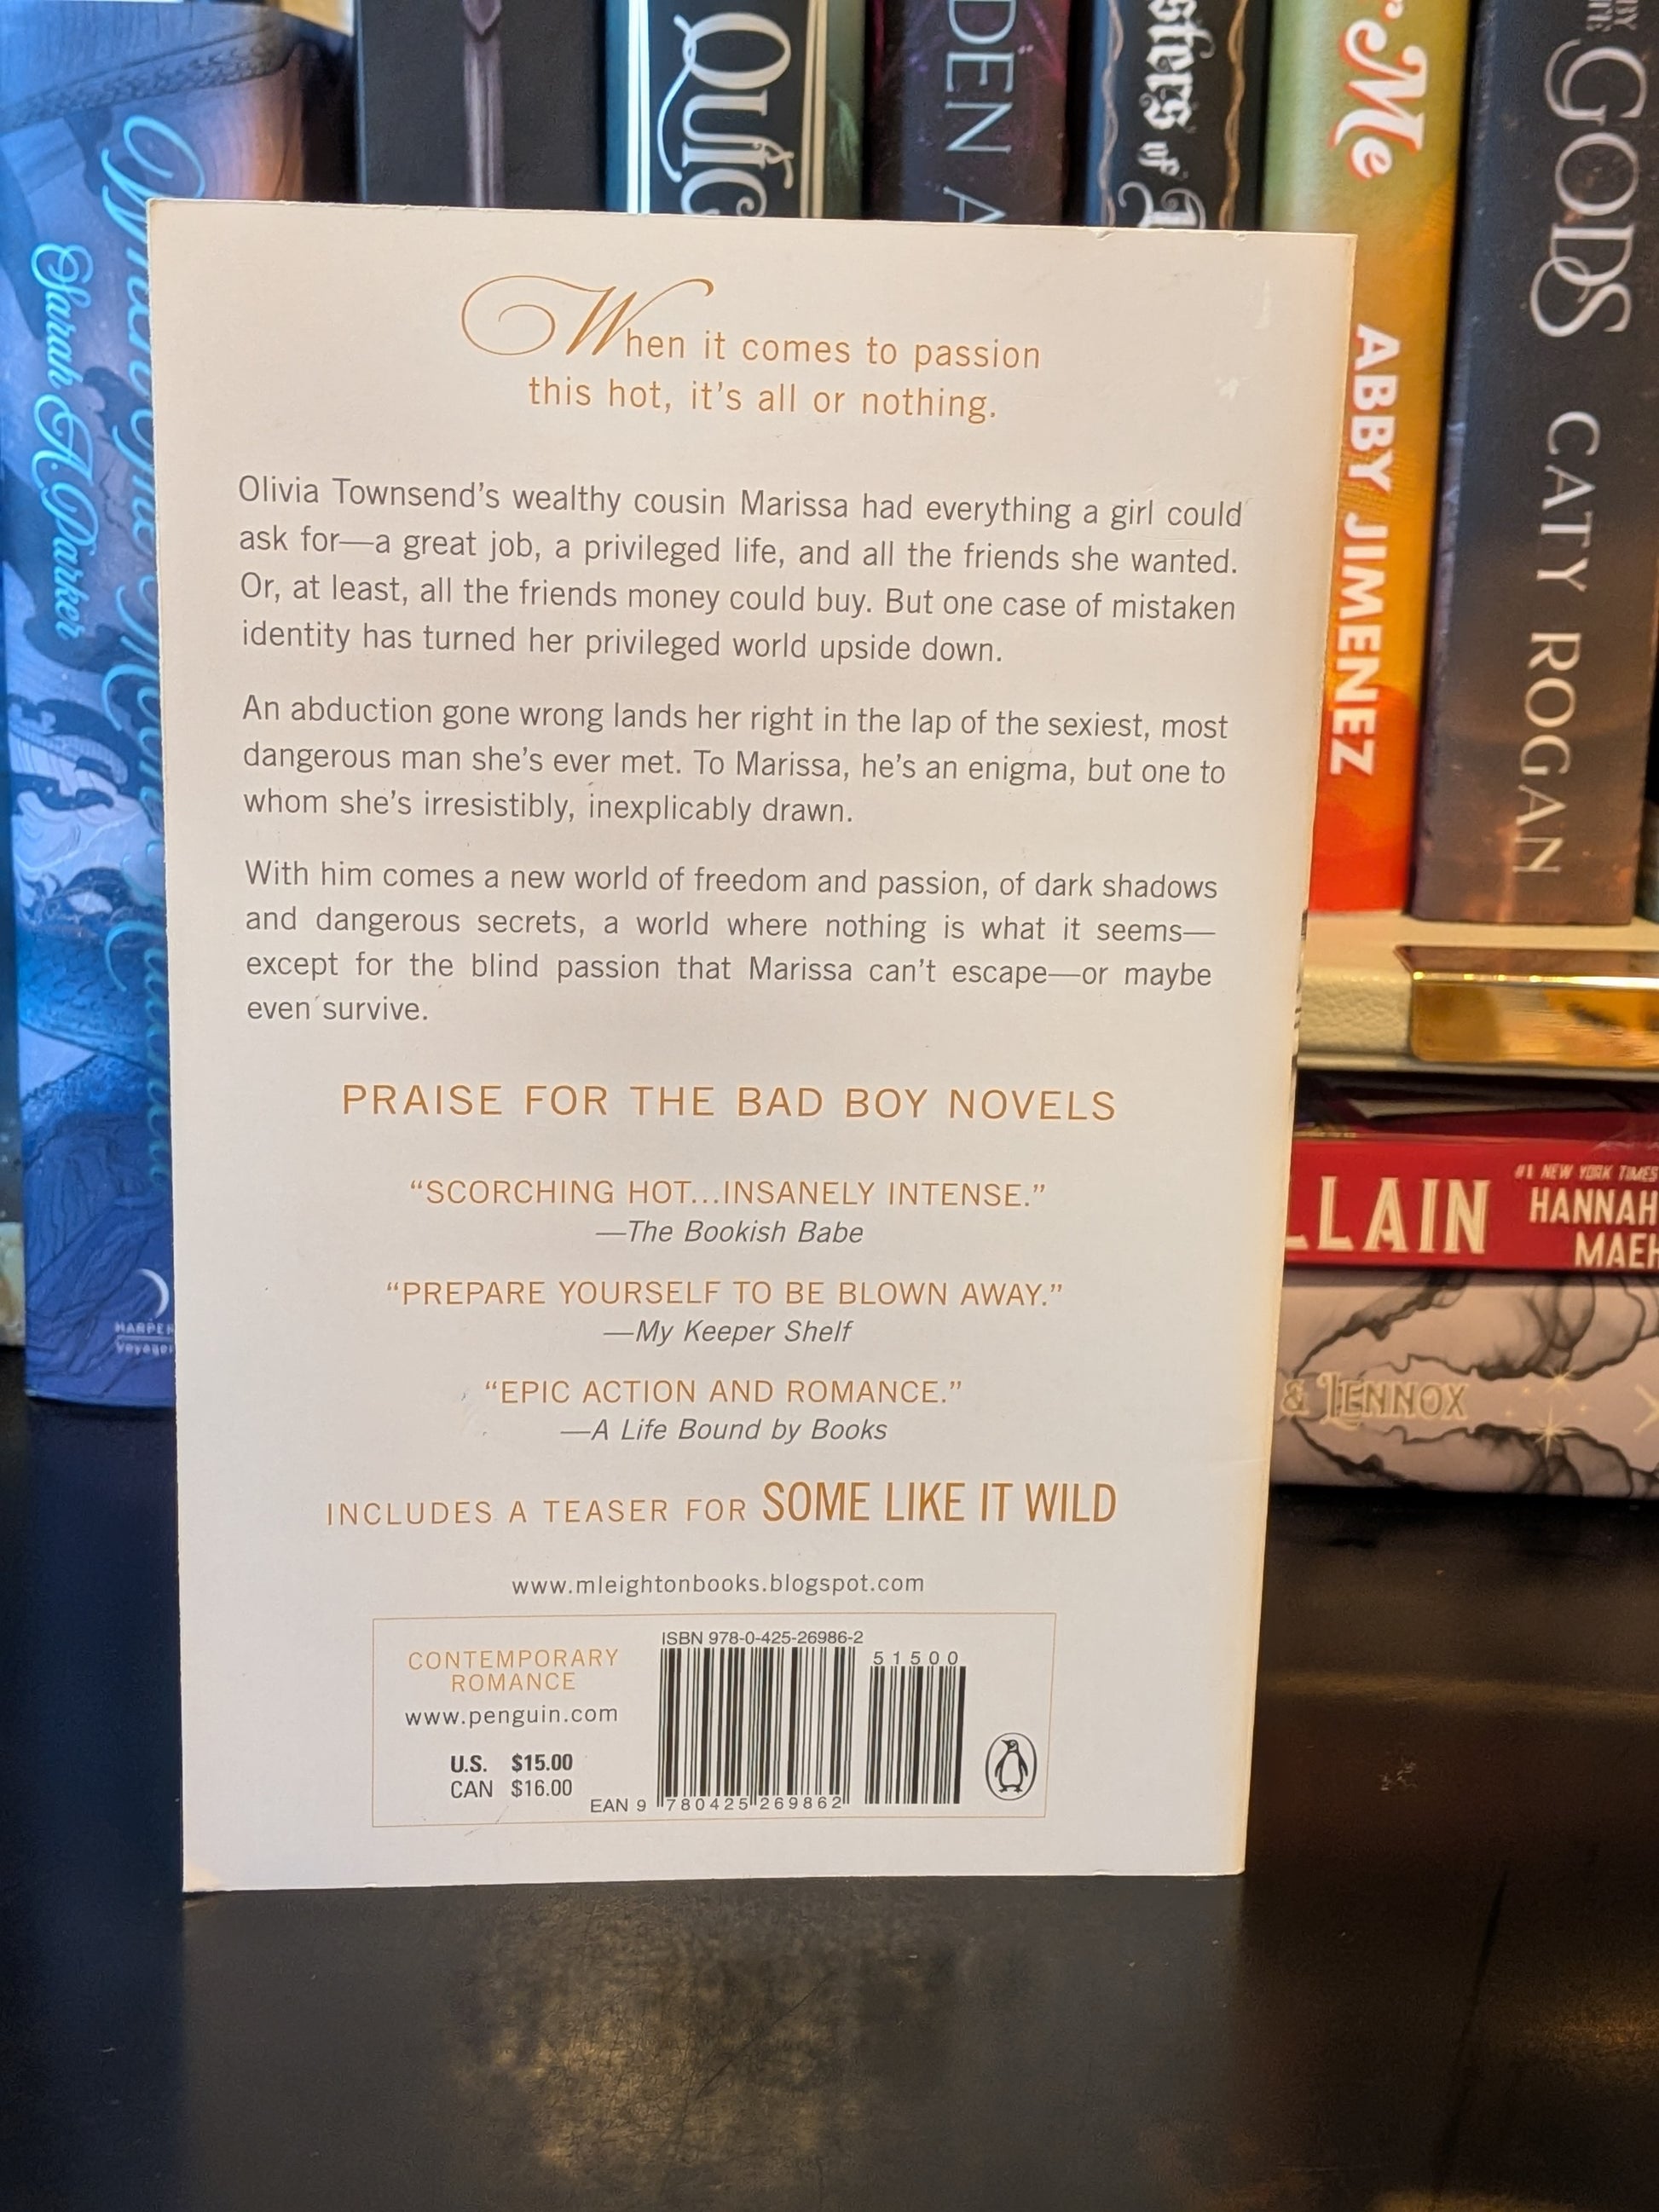 When it comes to passion
this hot, it's all or nothing.
Olivia Townsend's wealthy cousin Marissa had everything a girl could
ask for—a great job, a privileged life, and all the friends she wanted.
Or, at least, all the friends money could buy. But one case of mistaken
identity has turned her privileged world upside down.
An abduction gone wrong lands her right in the lap of the sexiest, most
dangerous man she's ever met. To Marissa, he's an enigma, but one to
whom she's irresistibly, inexplicably drawn.
With him comes a new world of freedom and passion, of dark shadows
and dangerous secrets, a world where nothing is what it seems—
except for the blind passion that Marissa can't escape—or maybe
even survive.
PRAISE FOR THE BAD BOY NOVELS
“SCORCHING HOT...INSANELY INTENSE.”
—The Bookish Babe
“PREPARE YOURSELF TO BE BLOWN AWAY.”
—My Keeper Shelf
“EPIC ACTION AND ROMANCE.”
—A Life Bound by Books
INCLUDES A TEASER FOR SOME LIKE IT WILD
www.mleightonbooks.blogspot.com
CONTEMPORARY
ROMANCE
www.penguin.com
U.S. $15.00
CAN $16.00
ISBN 978-0-425-26986-2
51500
EAN 9 780425 269862
Sarah A. Parker
HARPER
Voyager
QUIC
DEN A
sters of
Me
ABBY JIMENEZ
GODS
CATY ROGAN
LLAIN
#1 NEW YORK TIMES
HANNAH
MAEH
& LENNOX